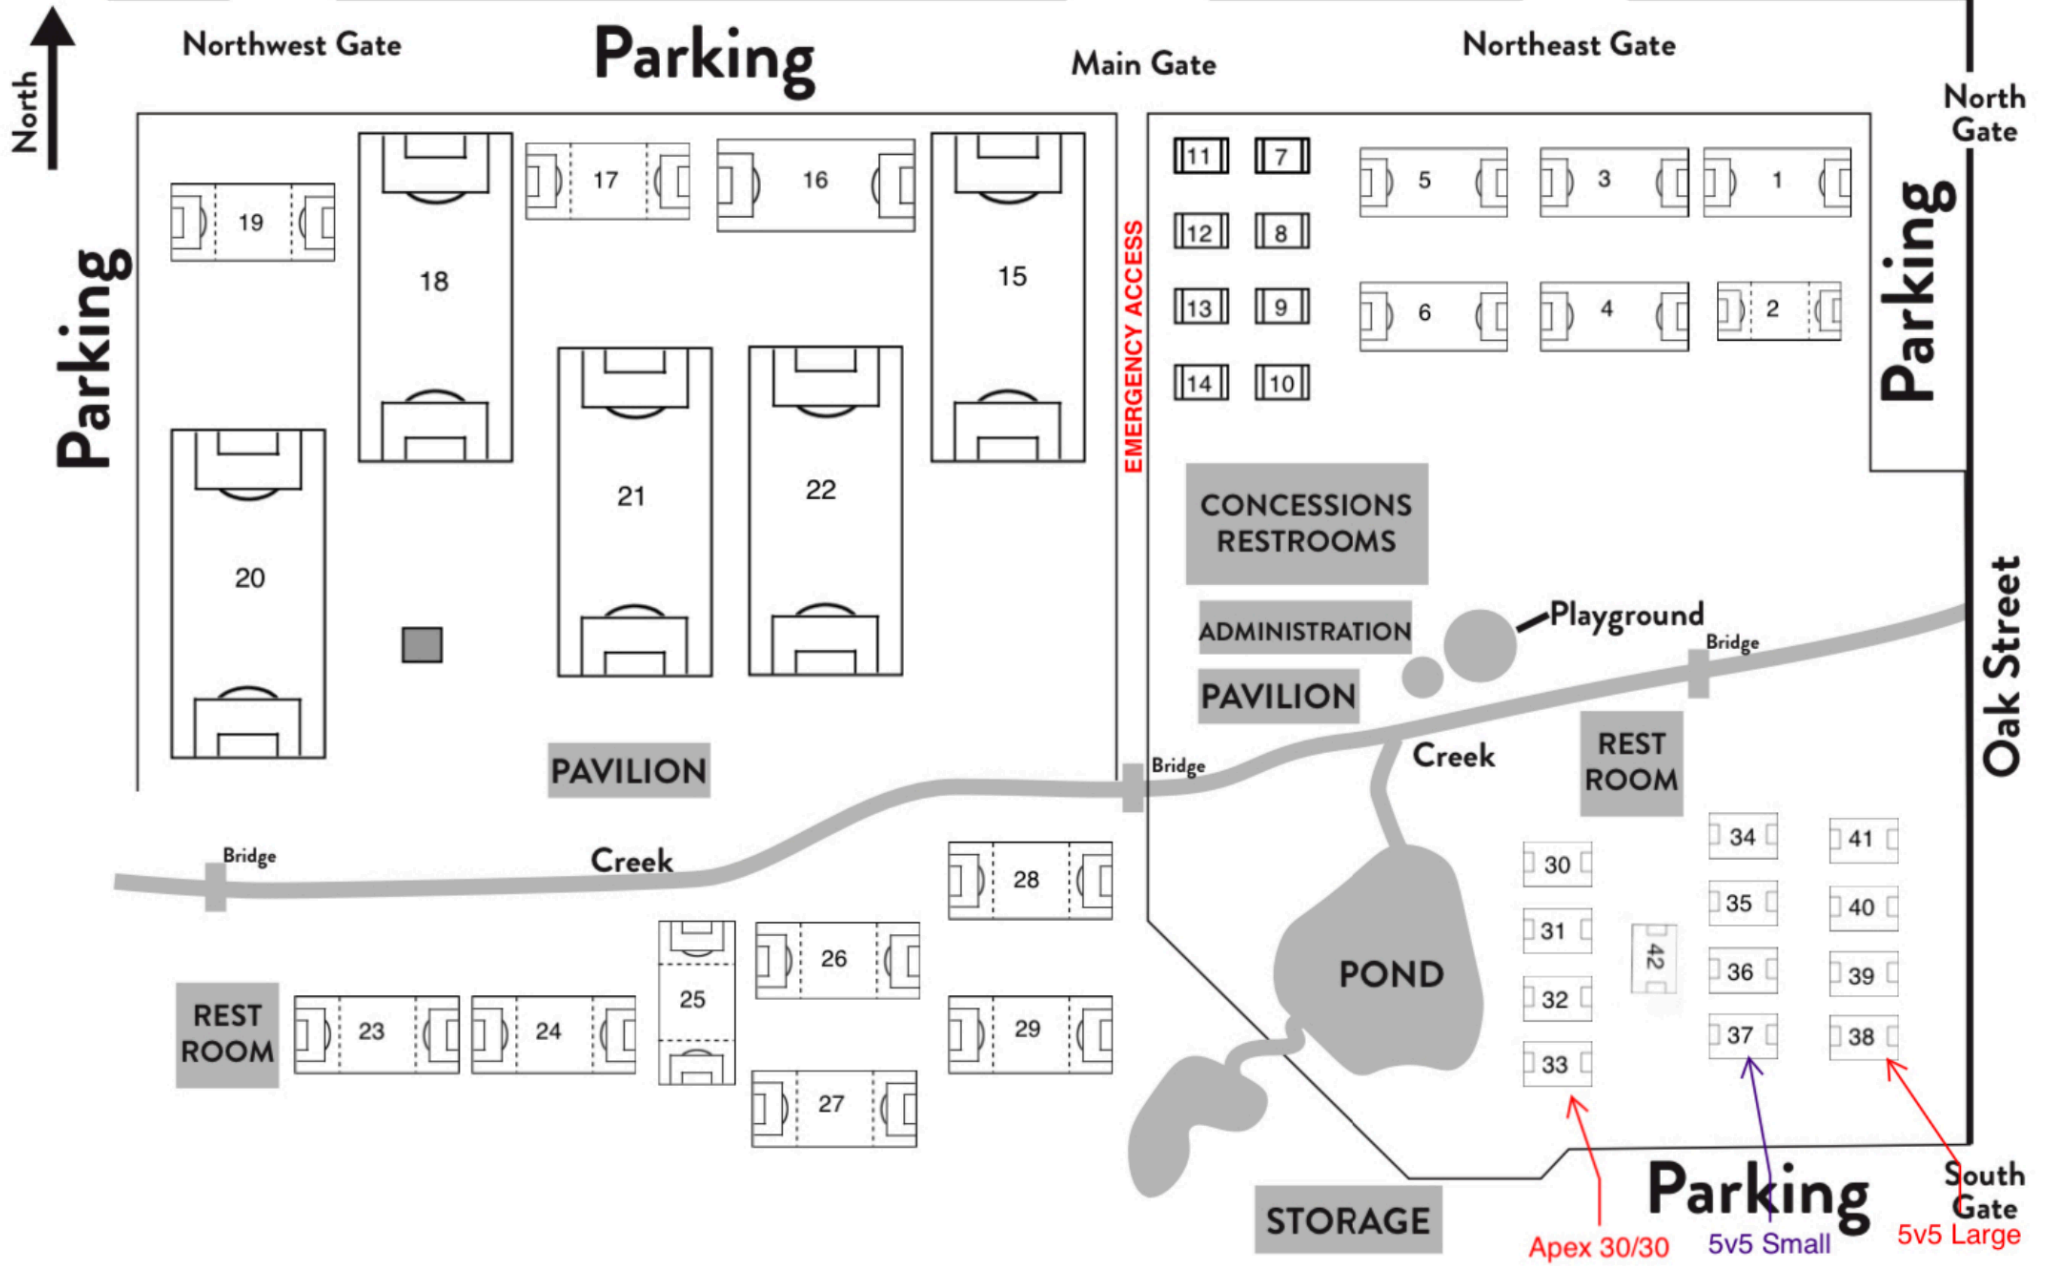 North
Northwest Gate
Parking
Main Gate
Northeast Gate
North
Gate
Parking
19
18
17
16
15
20
21
22
PAVILION
EMERGENCY ACCESS
11
7
12
8
13
9
14
10
5
3
1
6
4
2
Parking
CONCESSIONS
RESTROOMS
ADMINISTRATION
PAVILION
Playground
Bridge
Oak Street
Bridge
Creek
REST
ROOM
Bridge
Creek
REST
ROOM
23
24
25
26
27
28
29
POND
30
31
32
33
42
34
35
36
37
41
40
39
38
STORAGE
Parking
South
Gate
Apex 30/30
5v5 Small
5v5 Large